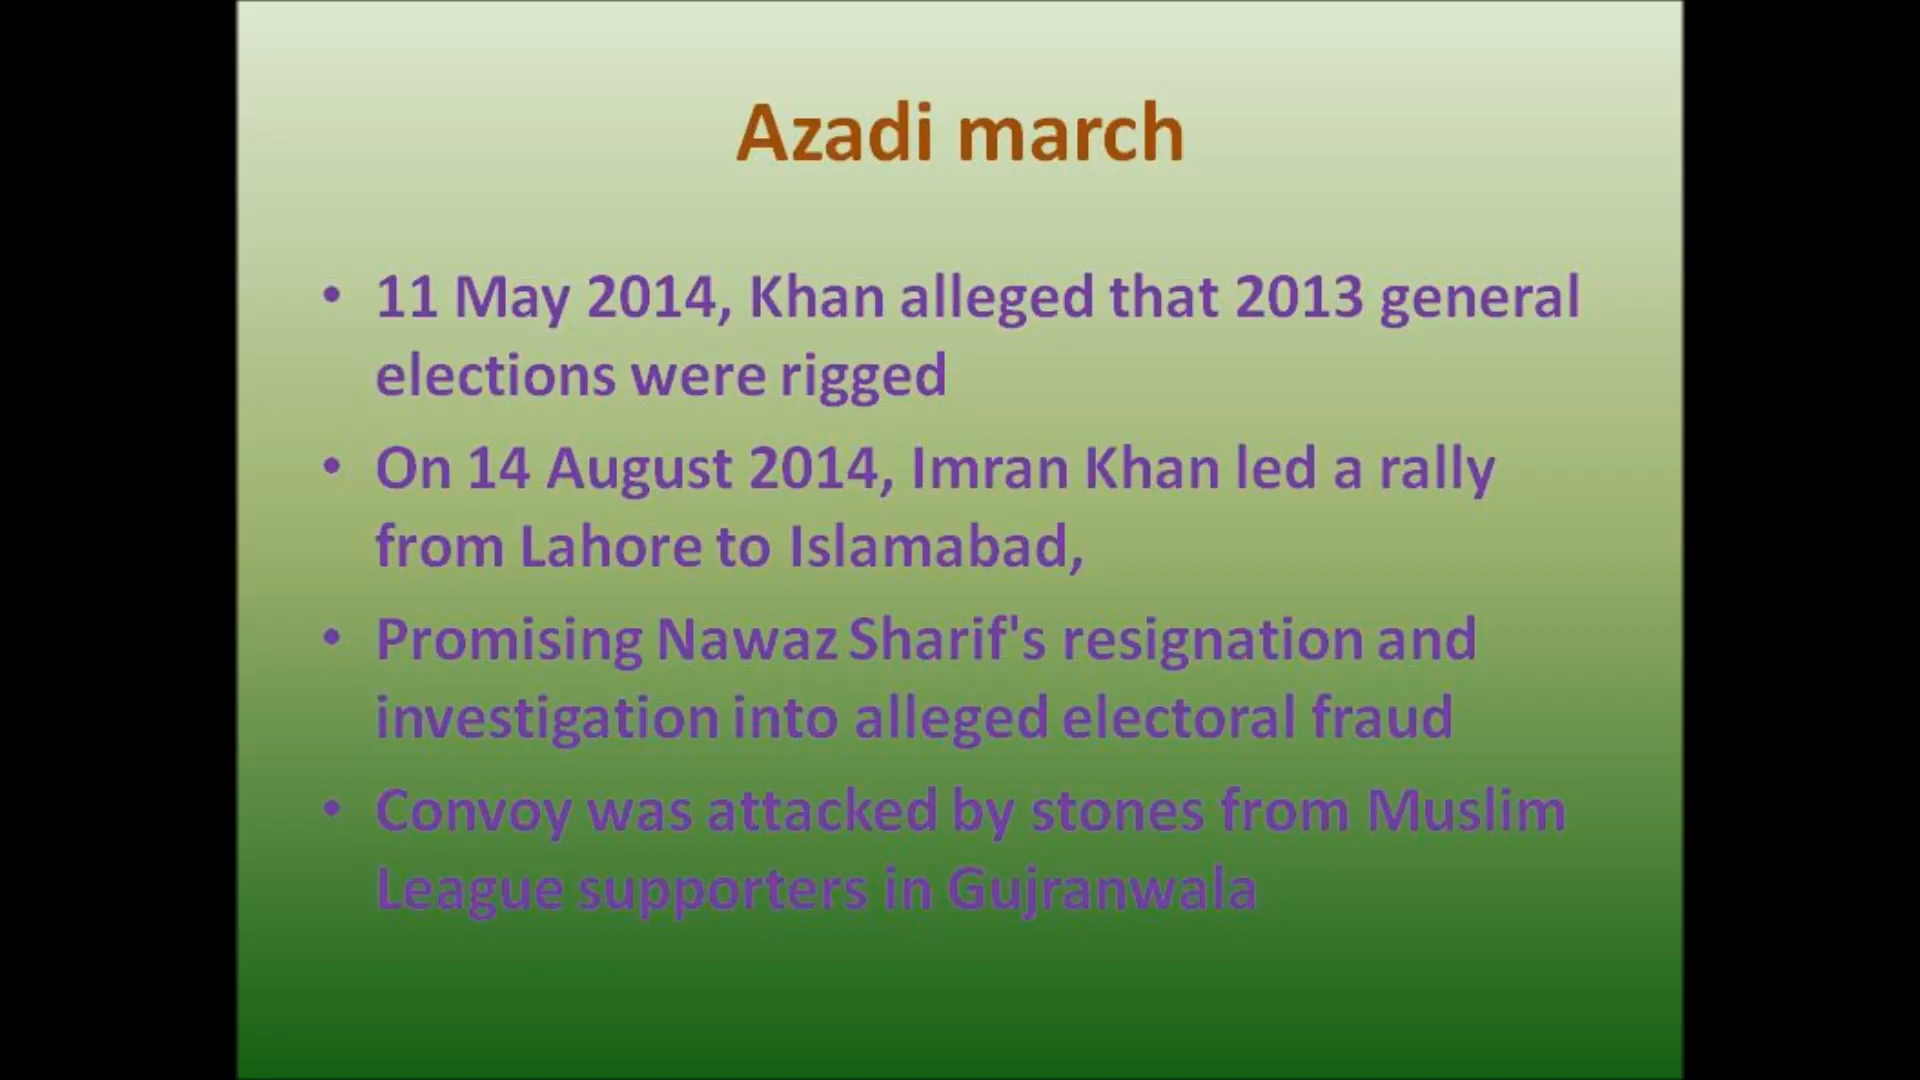 Azadi march
• 11 May 2014, Khan alleged that 2013 general
elections were rigged
• On 14 August 2014, Imran Khan led a rally
from Lahore to Islamabad,
• Promising Nawaz Sharif's resignation and
investigation into alleged electoral fraud
• Convoy was attacked by stones from Muslim
League supporters in Gujranwala